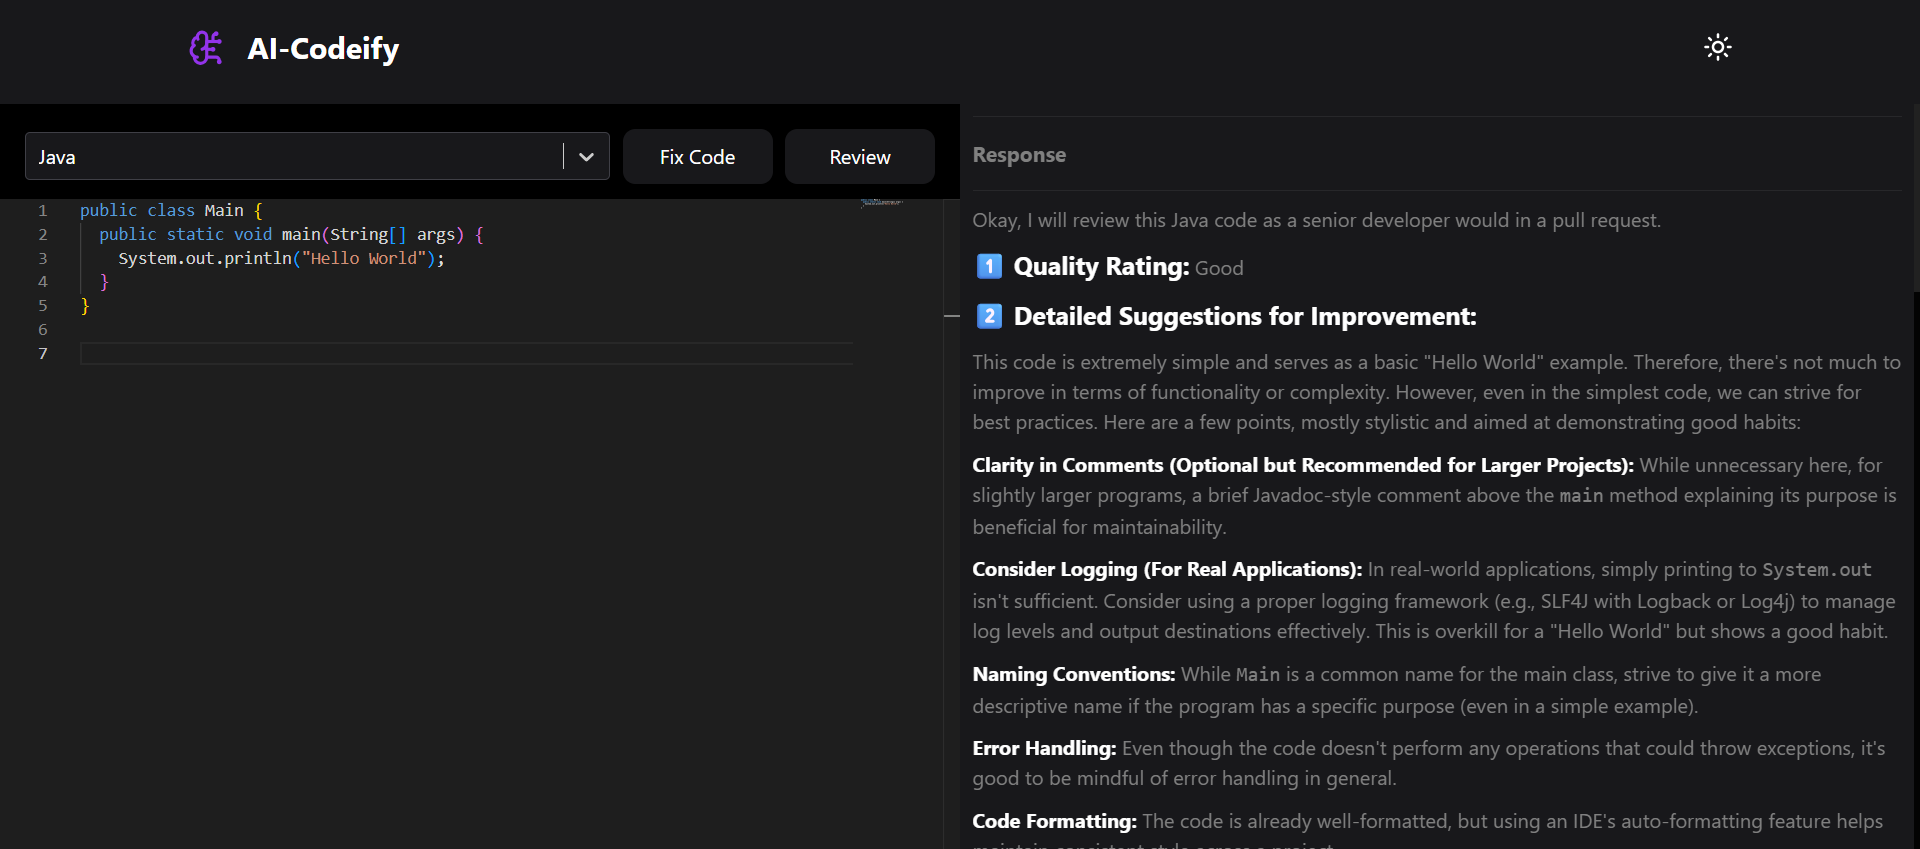 AI-Codeify
Java
Fix Code
Review
1 public class Main {
2 public static void main(String[] args) {
3 System.out.println("Hello World");
4 }
5 }
6
7
Response
Okay, I will review this Java code as a senior developer would in a pull request.
1 Quality Rating: Good
2 Detailed Suggestions for Improvement:
This code is extremely simple and serves as a basic "Hello World" example. Therefore, there's not much to
improve in terms of functionality or complexity. However, even in the simplest code, we can strive for
best practices. Here are a few points, mostly stylistic and aimed at demonstrating good habits:
Clarity in Comments (Optional but Recommended for Larger Projects): While unnecessary here, for
slightly larger programs, a brief Javadoc-style comment above the main method explaining its purpose is
beneficial for maintainability.
Consider Logging (For Real Applications): In real-world applications, simply printing to System.out
isn't sufficient. Consider using a proper logging framework (e.g., SLF4J with Logback or Log4j) to manage
log levels and output destinations effectively. This is overkill for a "Hello World" but shows a good habit.
Naming Conventions: While Main is a common name for the main class, strive to give it a more
descriptive name if the program has a specific purpose (even in a simple example).
Error Handling: Even though the code doesn't perform any operations that could throw exceptions, it's
good to be mindful of error handling in general.
Code Formatting: The code is already well-formatted, but using an IDE's auto-formatting feature helps
maintain consistent style across a project.